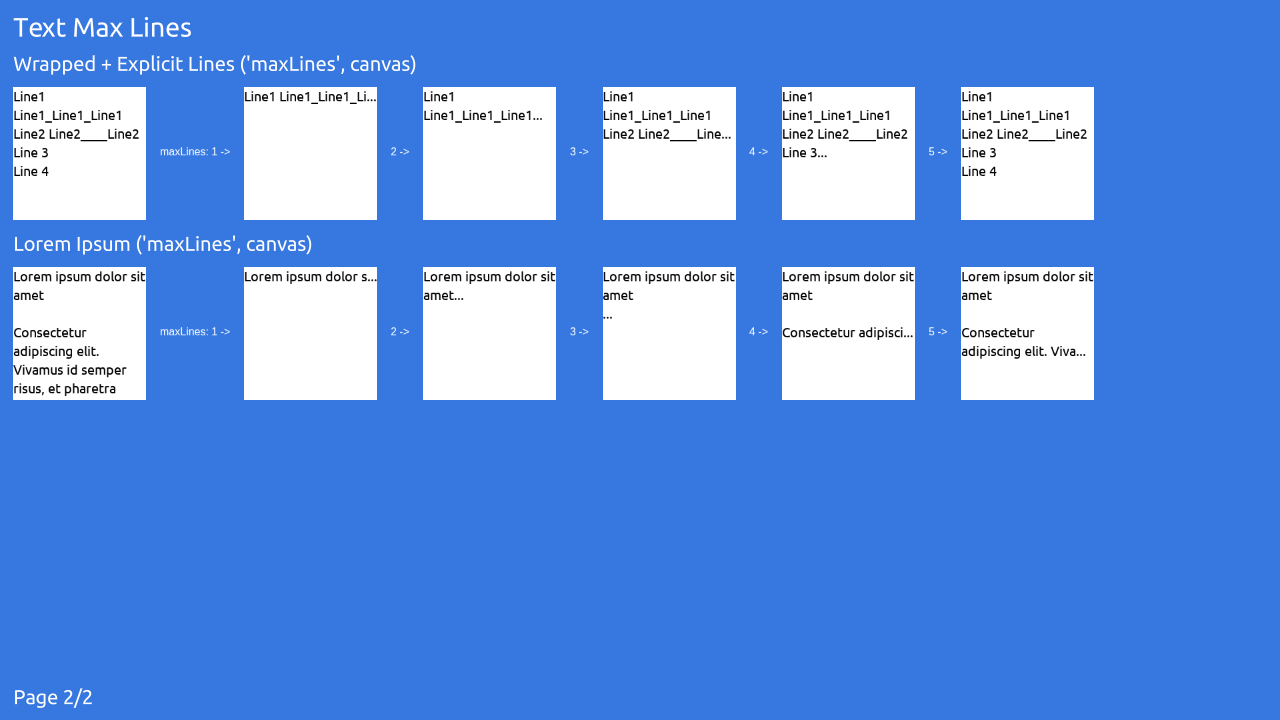 Text Max Lines
Wrapped + Explicit Lines ('maxLines', canvas)
Line1
Line1_Line1_Line1
Line2 Line2____Line2
Line 3
Line 4
maxLines: 1 ->
Line1 Line1_Line1_Li...
2 ->
Line1
Line1_Line1_Line1...
3 ->
Line1
Line1_Line1_Line1
Line2 Line2____Line...
4 ->
Line1
Line1_Line1_Line1
Line2 Line2____Line2
Line 3...
5 ->
Line1
Line1_Line1_Line1
Line2 Line2____Line2
Line 3
Line 4
Lorem Ipsum ('maxLines', canvas)
Lorem ipsum dolor sit
amet
Consectetur
adipiscing elit.
Vivamus id semper
risus, et pharetra
maxLines: 1 ->
Lorem ipsum dolor s...
2 ->
Lorem ipsum dolor sit
amet...
3 ->
Lorem ipsum dolor sit
amet
...
4 ->
Lorem ipsum dolor sit
amet
Consectetur adipisci...
5 ->
Lorem ipsum dolor sit
amet
Consectetur
adipiscing elit. Viva...
Page 2/2